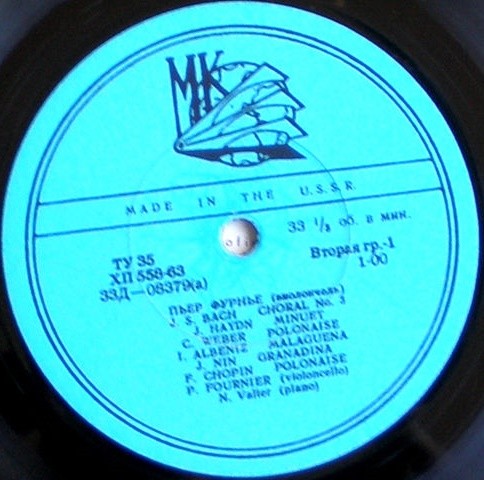 МК
MADE IN THE U.S.S.R.
33 1/3 об. в мин.
ТУ 35
ХП 558-63
33Д—08379(а)
Вторая гр.-1
1-00
ПЬЕР ФУРНЬЕ (виолончель)
J. S. BACH CHORAL No. 3
J. HAYDN MINUET
C. WEBER POLONAISE
I. ALBENIZ MALAGUENA
J. NIN GRANADINA
F. CHOPIN POLONAISE
P. FOURNIER (violoncello)
N. Valter (piano)